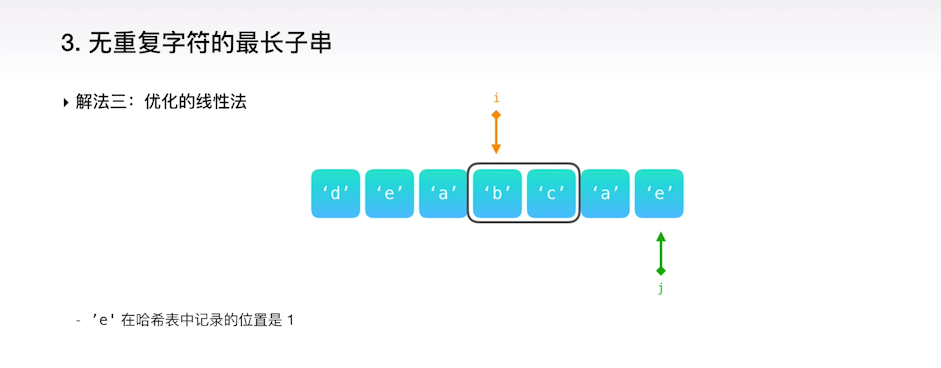 3. 无重复字符的最长子串
▸ 解法三：优化的线性法
i
‘d’ ‘e’ ‘a’ ‘b’ ‘c’ ‘a’ ‘e’
j
- ’e' 在哈希表中记录的位置是 1